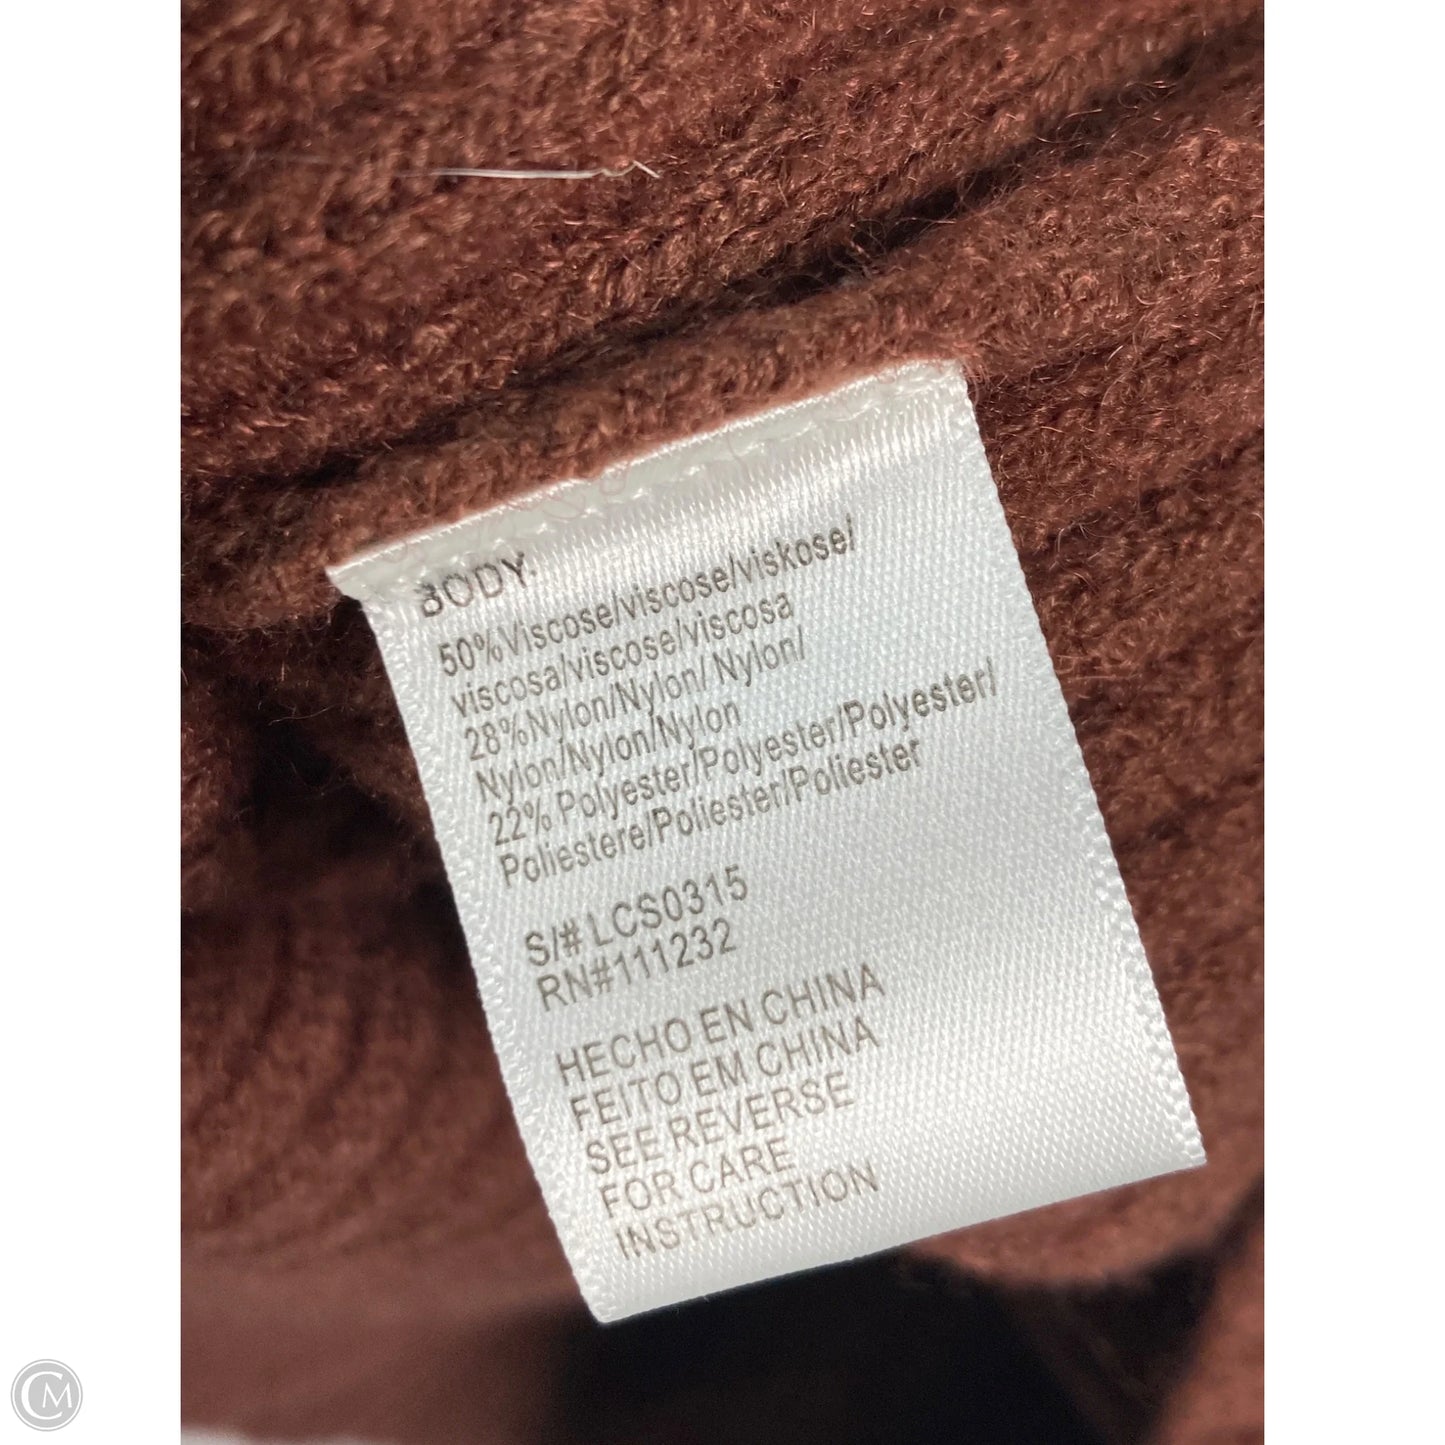 BODY:
50%Viscose/viscose/viskose/
viscosa/viscose/viscosa
28%Nylon/Nylon/ Nylon/
Nylon/Nylon/Nylon
22% Polyester/Polyester/Polyester/
Poliestere/Poliester/Poliester
S/# LCS0315
RN#111232
HECHO EN CHINA
FEITO EM CHINA
SEE REVERSE
FOR CARE
INSTRUCTION
CM